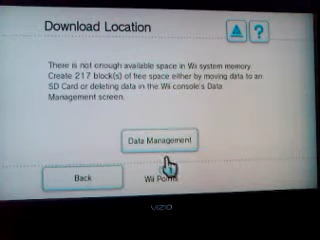 Download Location
?
There is not enough available space in Wii system memory.
Create 217 block(s) of free space either by moving data to an
SD Card or deleting data in the Wii console's Data
Management screen.
Data Management
1
Back
Wii Points
VIZIO